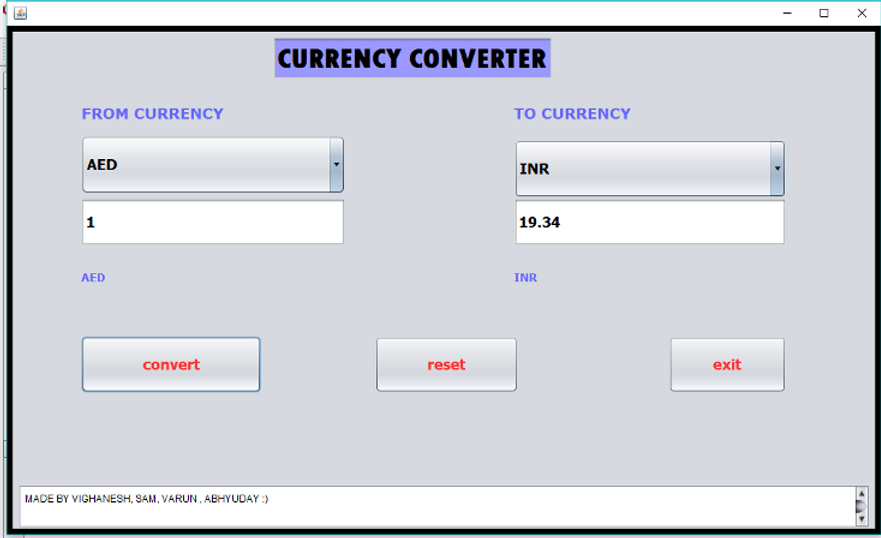 CURRENCY CONVERTER
FROM CURRENCY
TO CURRENCY
AED
INR
1
19.34
AED
INR
convert
reset
exit
MADE BY VIGHANESH, SAM, VARUN , ABHYUDAY :)